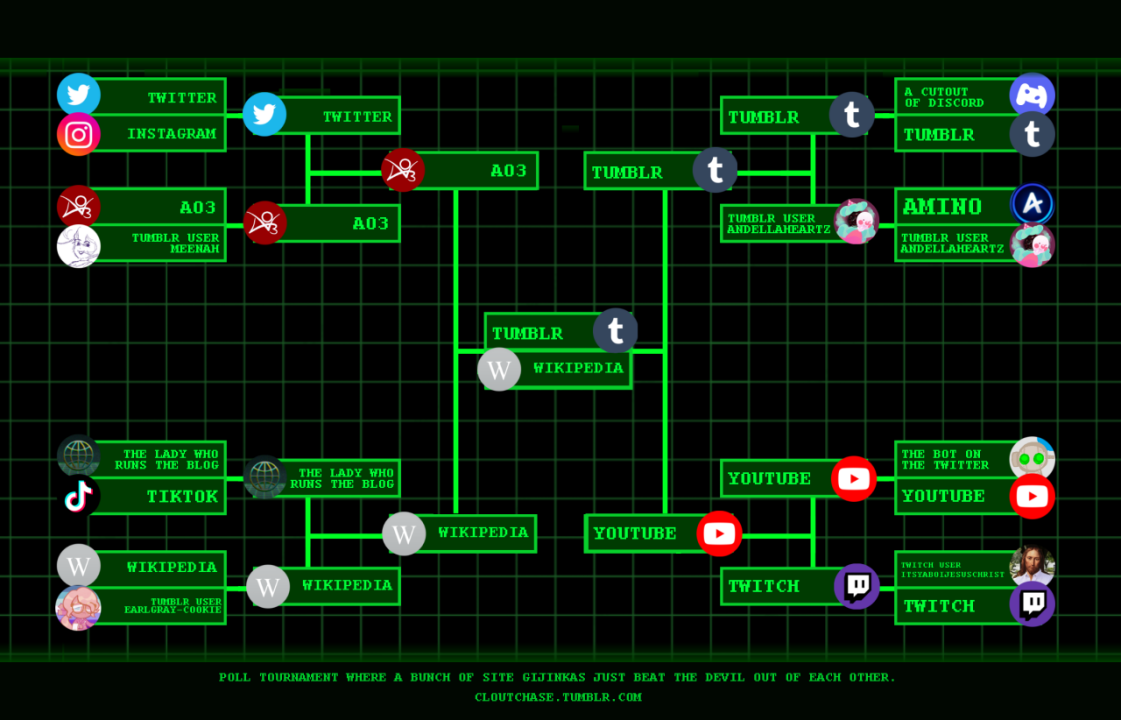 TWITTER
INSTAGRAM
AO3
TUMBLR USER
MEENAH
THE LADY WHO
RUNS THE BLOG
TIKTOK
WIKIPEDIA
TUMBLR USER
EARLGRAY-COOKIE
TWITTER
AO3
THE LADY WHO
RUNS THE BLOG
WIKIPEDIA
AO3
WIKIPEDIA
TUMBLR
WIKIPEDIA
TUMBLR
YOUTUBE
TUMBLR
TUMBLR USER
ANDELLAHEARTZ
YOUTUBE
TWITCH
A CUTOUT
OF DISCORD
TUMBLR
AMINO
TUMBLR USER
ANDELLAHEARTZ
THE BOT ON
THE TWITTER
YOUTUBE
TWITCH USER
ITSYABOIJESUSCHRIST
TWITCH
POLL TOURNAMENT WHERE A BUNCH OF SITE GIJINKAS JUST BEAT THE DEVIL OUT OF EACH OTHER.
CLOUTCHASE.TUMBLR.COM